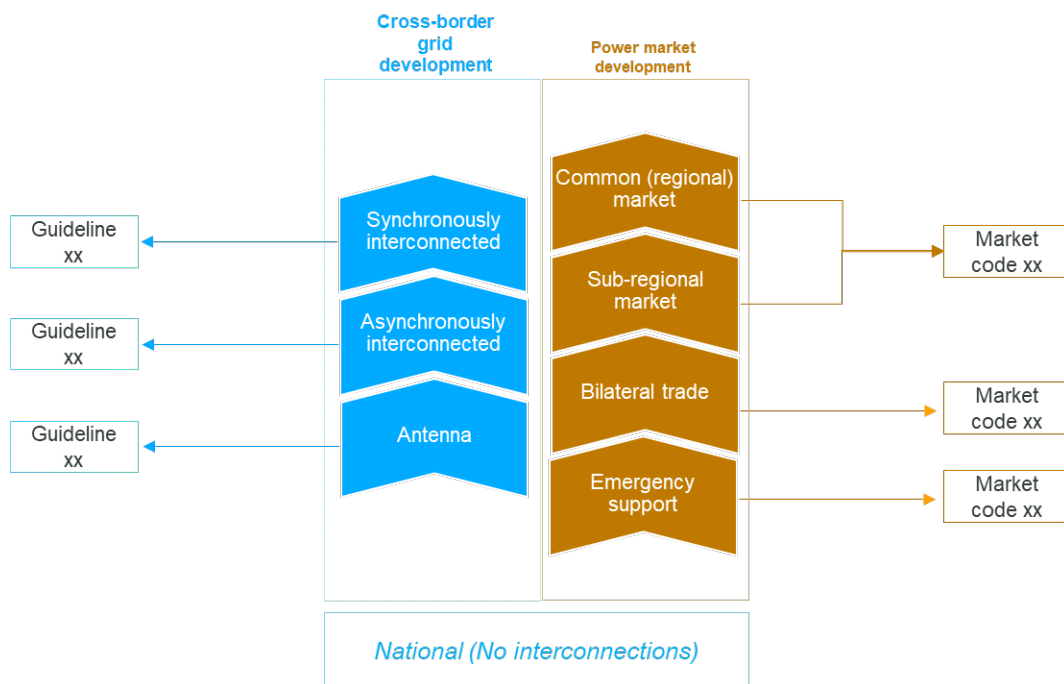 Cross-border
grid
development
Power market
development
Common (regional)
market
Synchronously
interconnected
Guideline
xx
Market
code xx
Sub-regional
market
Asynchronously
interconnected
Guideline
xx
Bilateral trade
Market
code xx
Antenna
Guideline
xx
Emergency
support
Market
code xx
National (No interconnections)